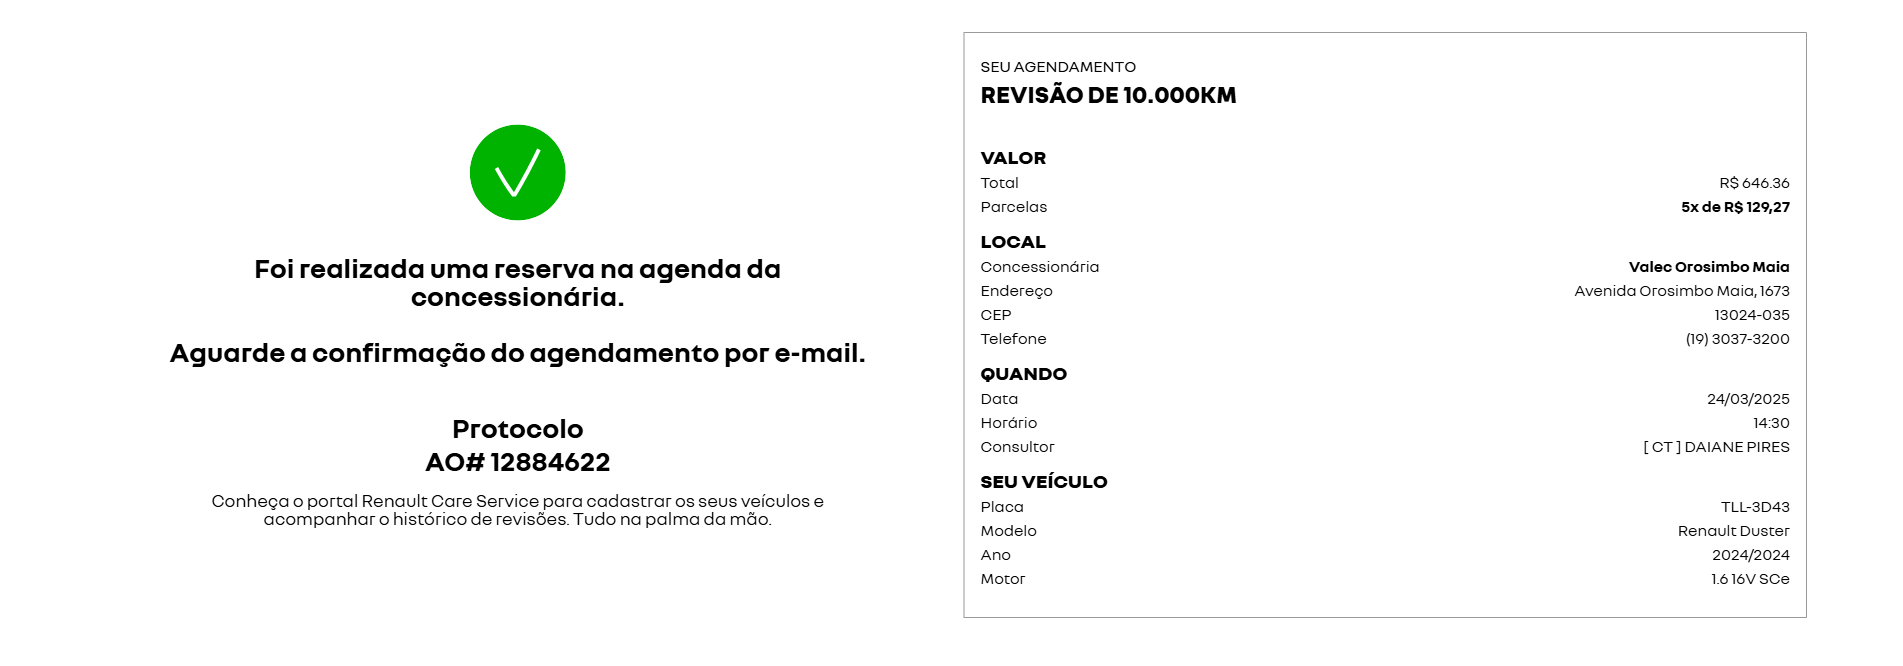 Foi realizada uma reserva na agenda da
concessionária.
Aguarde a confirmação do agendamento por e-mail.
Protocolo
AO# 12884622
Conheça o portal Renault Care Service para cadastrar os seus veículos e
acompanhar o histórico de revisões. Tudo na palma da mão.
SEU AGENDAMENTO
REVISÃO DE 10.000KM
VALOR
Total R$ 646.36
Parcelas 5x de R$ 129,27
LOCAL
Concessionária Valec Orosimbo Maia
Endereço Avenida Orosimbo Maia, 1673
CEP 13024-035
Telefone (19) 3037-3200
QUANDO
Data 24/03/2025
Horário 14:30
Consultor [ CT ] DAIANE PIRES
SEU VEÍCULO
Placa TLL-3D43
Modelo Renault Duster
Ano 2024/2024
Motor 1.6 16V SCe